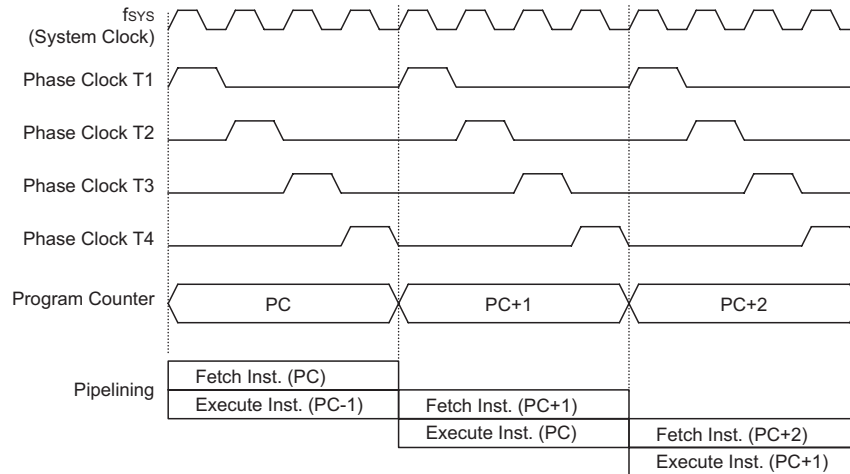 fSYS
(System Clock)
Phase Clock T1
Phase Clock T2
Phase Clock T3
Phase Clock T4
Program Counter
PC
PC+1
PC+2
Pipelining
Fetch Inst. (PC)
Execute Inst. (PC-1)
Fetch Inst. (PC+1)
Execute Inst. (PC)
Fetch Inst. (PC+2)
Execute Inst. (PC+1)